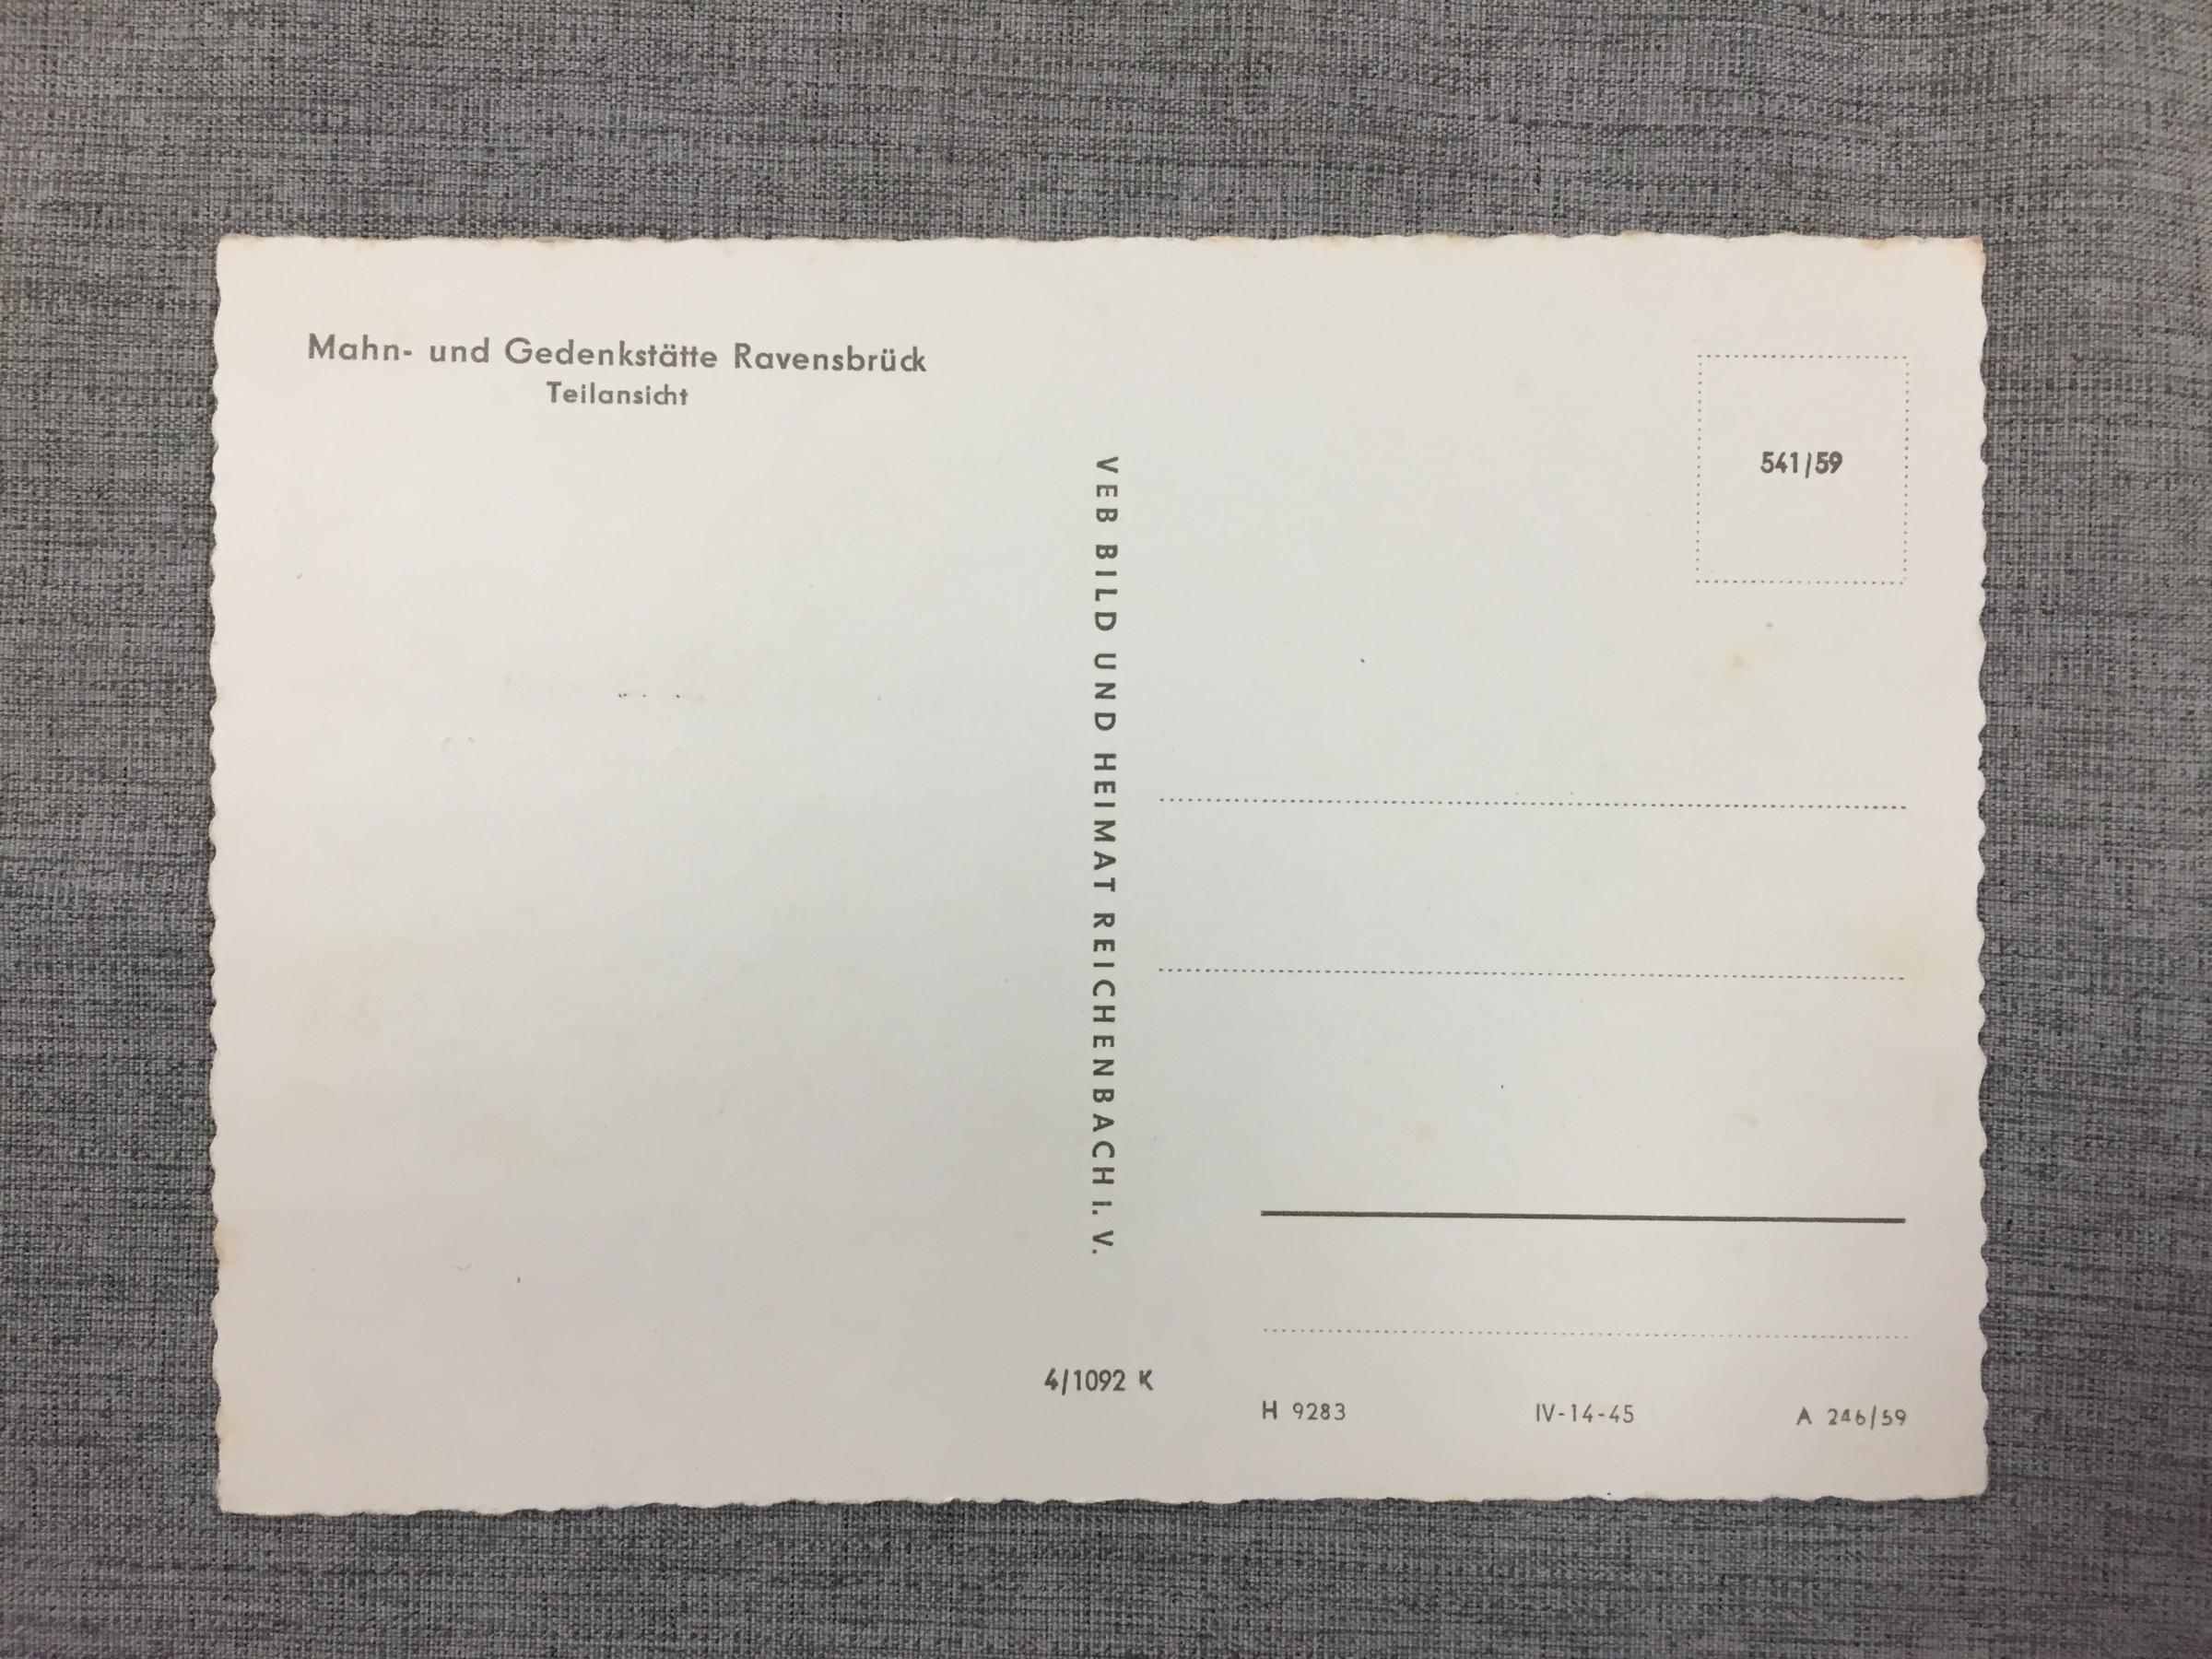 Mahn- und Gedenkstätte Ravensbrück
Teilansicht
541/59
VEB BILD UND HEIMAT REICHENBACH I. V.
4/1092 K
H 9283
IV-14-45
A 246/59